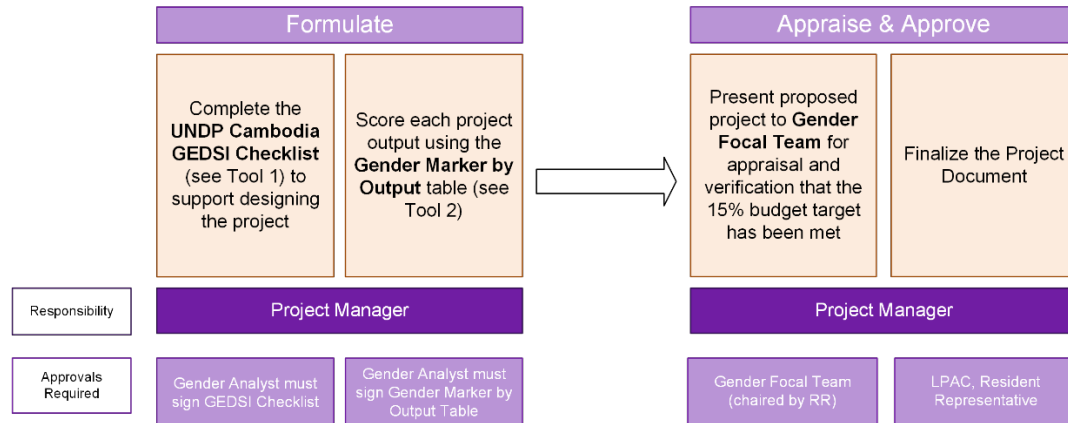 Formulate
Appraise & Approve
Complete the
UNDP Cambodia
GEDSI Checklist
(see Tool 1) to
support designing
the project
Score each project
output using the
Gender Marker by
Output table (see
Tool 2)
Present proposed
project to Gender
Focal Team for
appraisal and
verification that the
15% budget target
has been met
Finalize the Project
Document
Responsibility
Project Manager
Project Manager
Approvals
Required
Gender Analyst must
sign GEDSI Checklist
Gender Analyst must
sign Gender Marker by
Output Table
Gender Focal Team
(chaired by RR)
LPAC, Resident
Representative